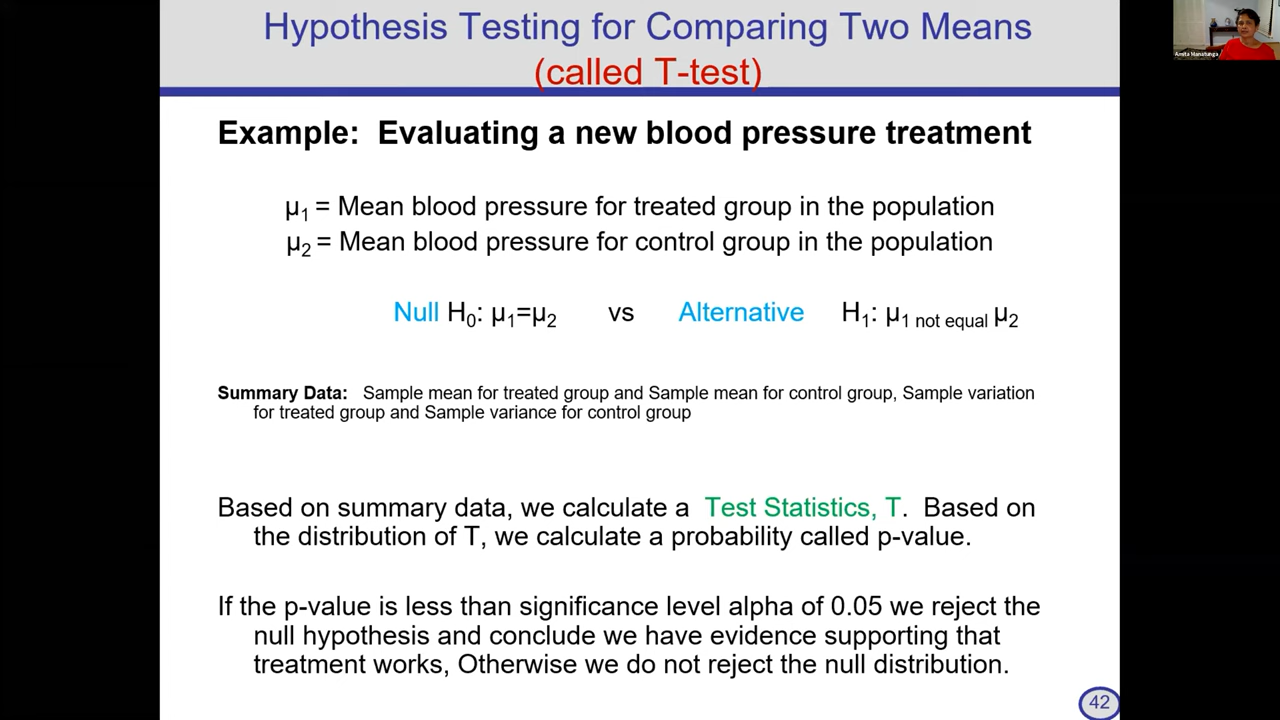 Hypothesis Testing for Comparing Two Means
(called T-test)
Amita Manatunga
Example: Evaluating a new blood pressure treatment
μ1 = Mean blood pressure for treated group in the population
μ2 = Mean blood pressure for control group in the population
Null H0: μ1=μ2 vs Alternative H1: μ1 not equal μ2
Summary Data: Sample mean for treated group and Sample mean for control group, Sample variation
for treated group and Sample variance for control group
Based on summary data, we calculate a Test Statistics, T. Based on
the distribution of T, we calculate a probability called p-value.
If the p-value is less than significance level alpha of 0.05 we reject the
null hypothesis and conclude we have evidence supporting that
treatment works, Otherwise we do not reject the null distribution.
42